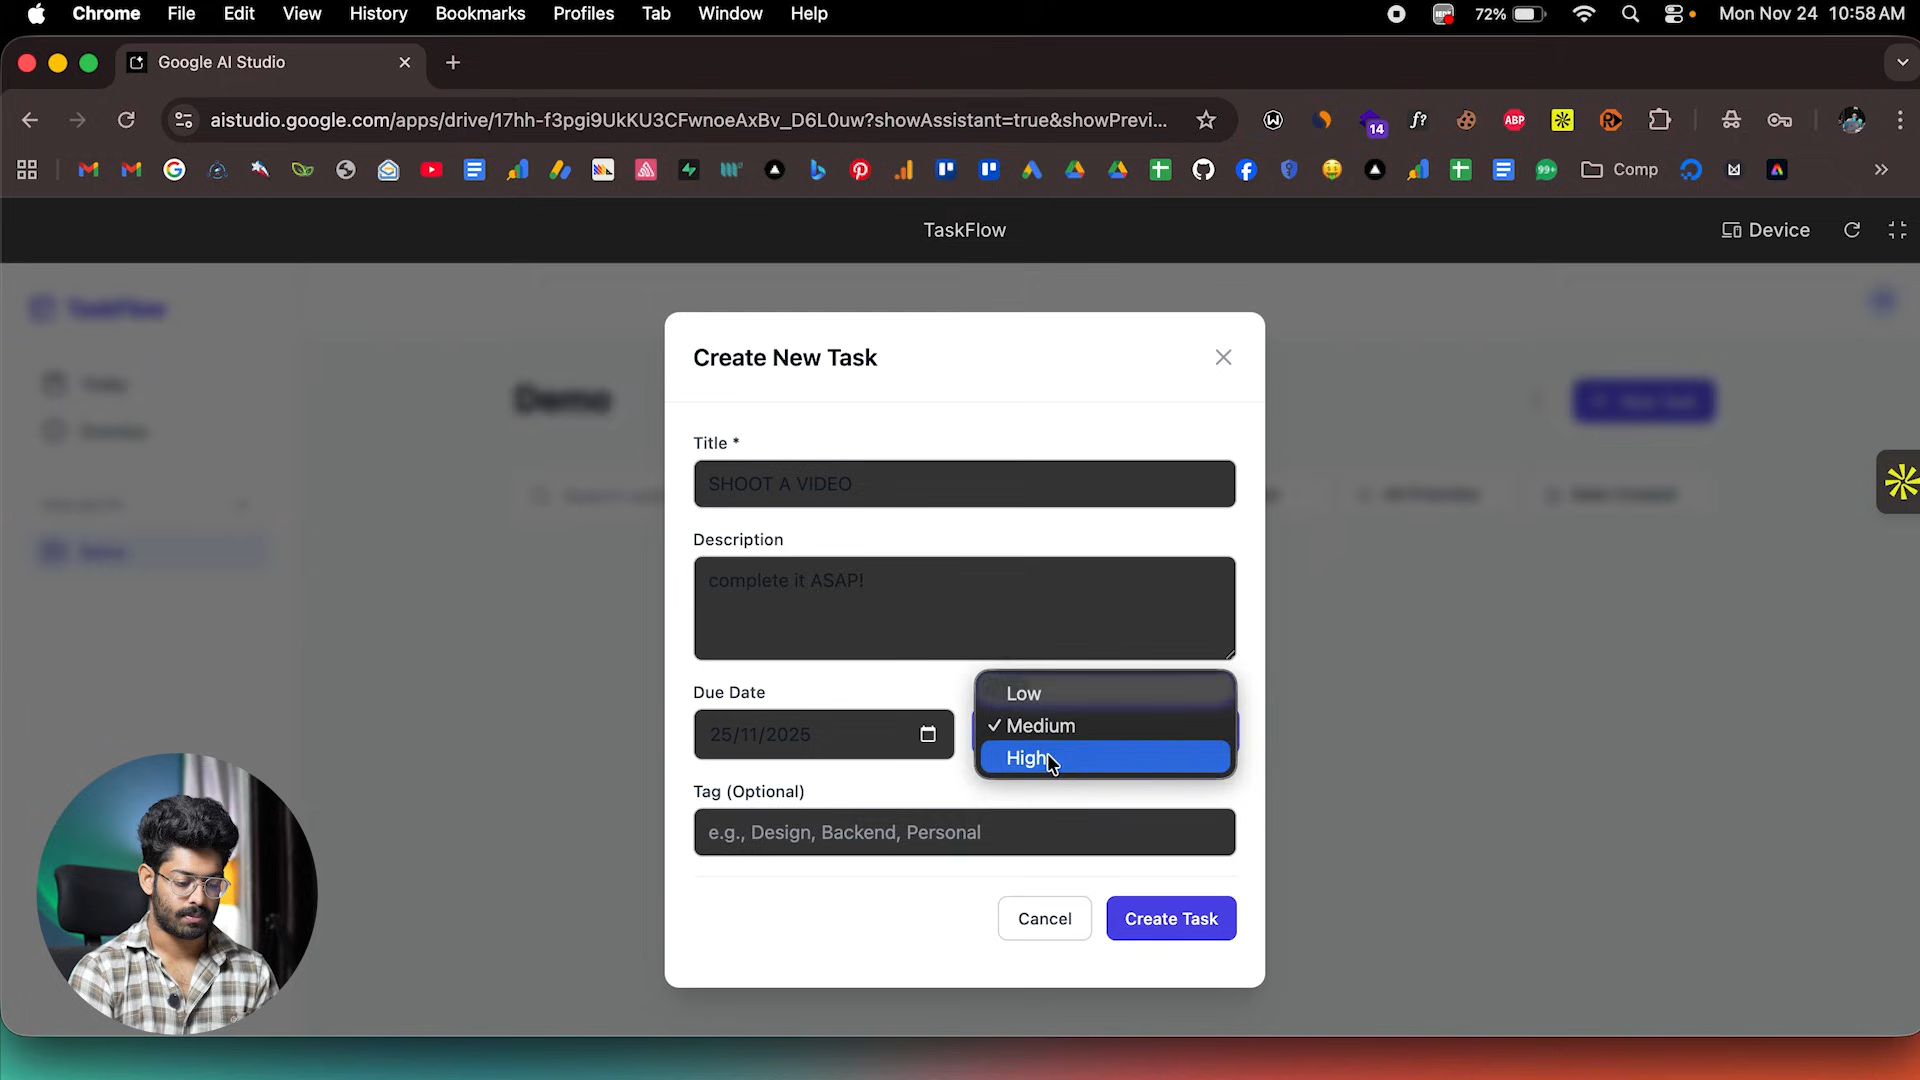 Chrome File Edit View History Bookmarks Profiles Tab Window Help 72% Mon Nov 24 10:58 AM
Google AI Studio
aistudio.google.com/apps/drive/17hh-f3pgi9UkKU3CFwnoeAxBv_D6L0uw?showAssistant=true&showPrevi... 14 f? ABP
99+ Comp
TaskFlow Device
TaskFlow
Create New Task
Demo
Title *
SHOOT A VIDEO
Description
complete it ASAP!
Due Date
25/11/2025
Low
Medium
High
Tag (Optional)
e.g., Design, Backend, Personal
Cancel Create Task